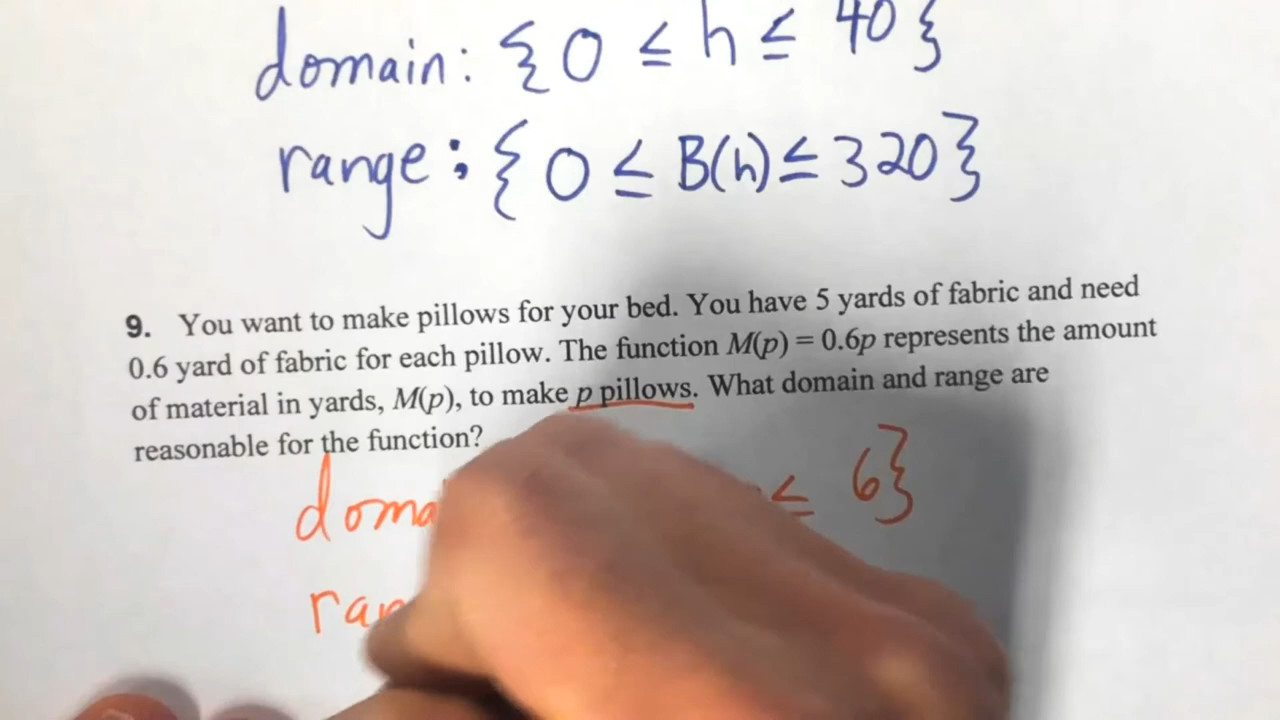 domain: {0 ≤ h ≤ 40}
range: {0 ≤ B(h) ≤ 320}
9. You want to make pillows for your bed. You have 5 yards of fabric and need
0.6 yard of fabric for each pillow. The function M(p) = 0.6p represents the amount
of material in yards, M(p), to make p pillows. What domain and range are
reasonable for the function?
doma ≤ 6}
ran